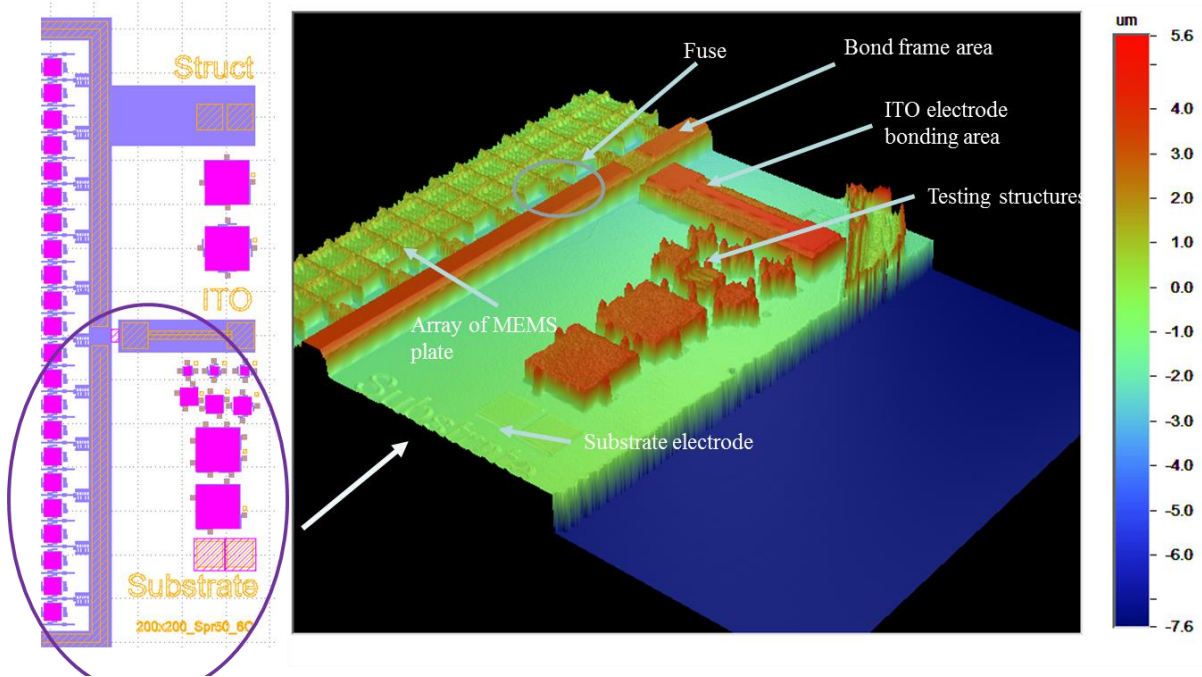 Struct
ITO
Substrate
200x200_Spr50_6C
Fuse
Bond frame area
ITO electrode
bonding area
Testing structures
Array of MEMS
plate
Substrate electrode
Substrate
um
5.6
4.0
3.0
2.0
1.0
0.0
-1.0
-2.0
-3.0
-4.0
-5.0
-6.0
-7.6